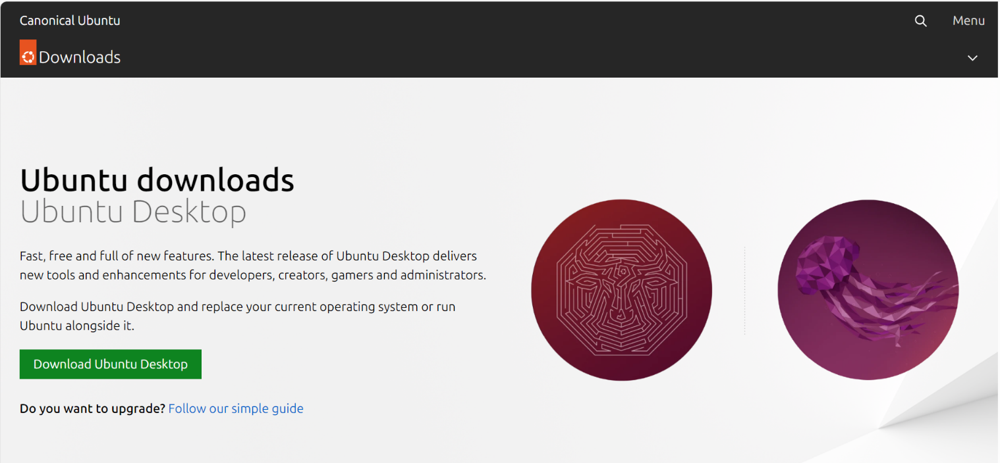 Canonical Ubuntu
Menu
Downloads
Ubuntu downloads
Ubuntu Desktop
Fast, free and full of new features. The latest release of Ubuntu Desktop delivers
new tools and enhancements for developers, creators, gamers and administrators.
Download Ubuntu Desktop and replace your current operating system or run
Ubuntu alongside it.
Download Ubuntu Desktop
Do you want to upgrade? Follow our simple guide